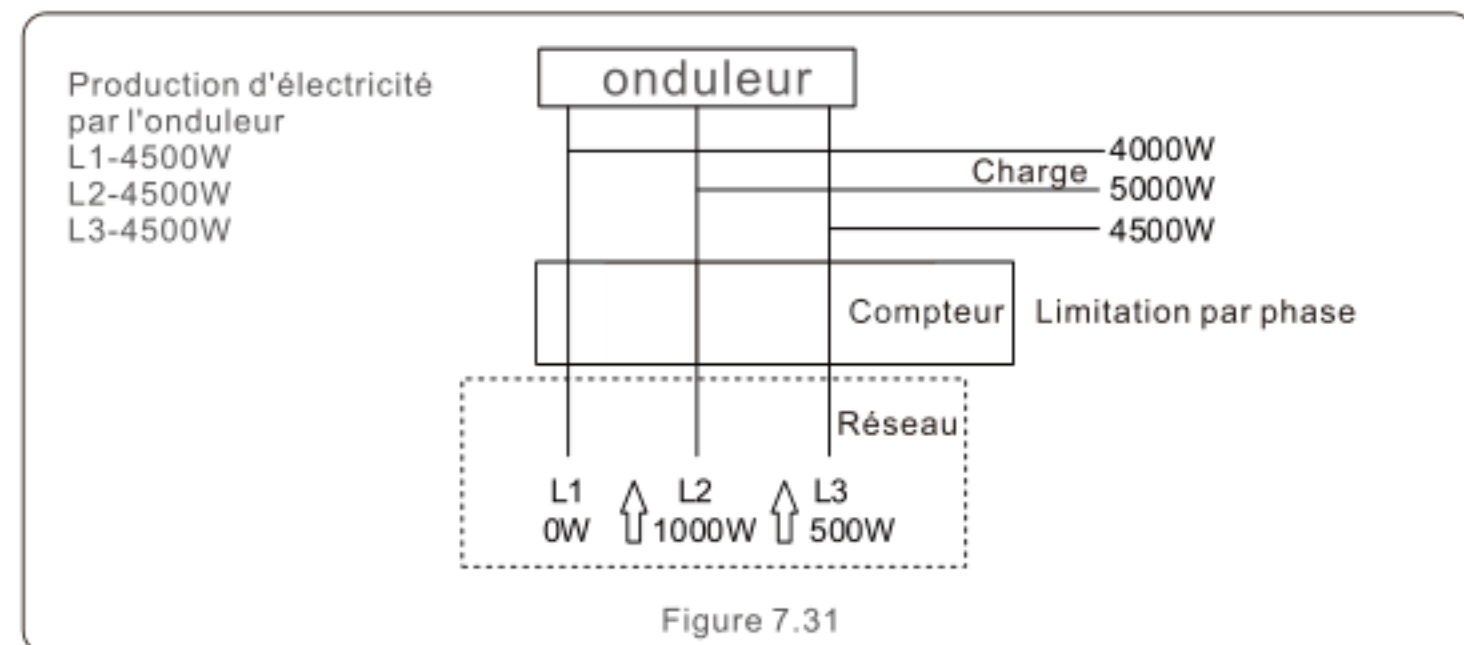 Production d'électricité
par l'onduleur
L1-4500W
L2-4500W
L3-4500W
onduleur
4000W
Charge
5000W
4500W
Compteur
Limitation par phase
Réseau
L1 L2 L3
0W 1000W 500W
Figure 7.31